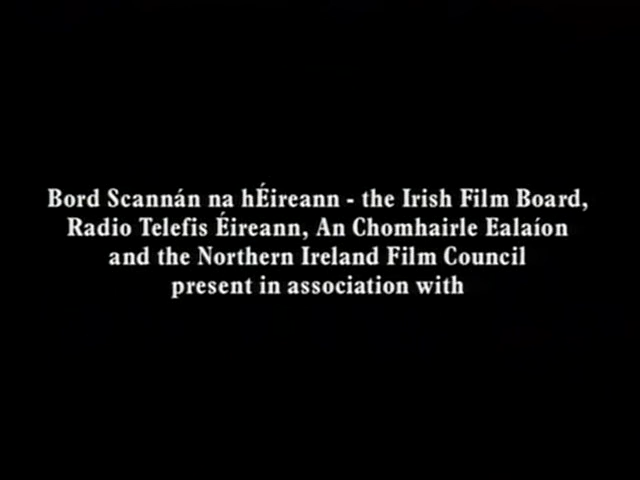 Bord Scannán na hÉireann - the Irish Film Board,
Radio Telefis Éireann, An Chomhairle Ealaíon
and the Northern Ireland Film Council
present in association with